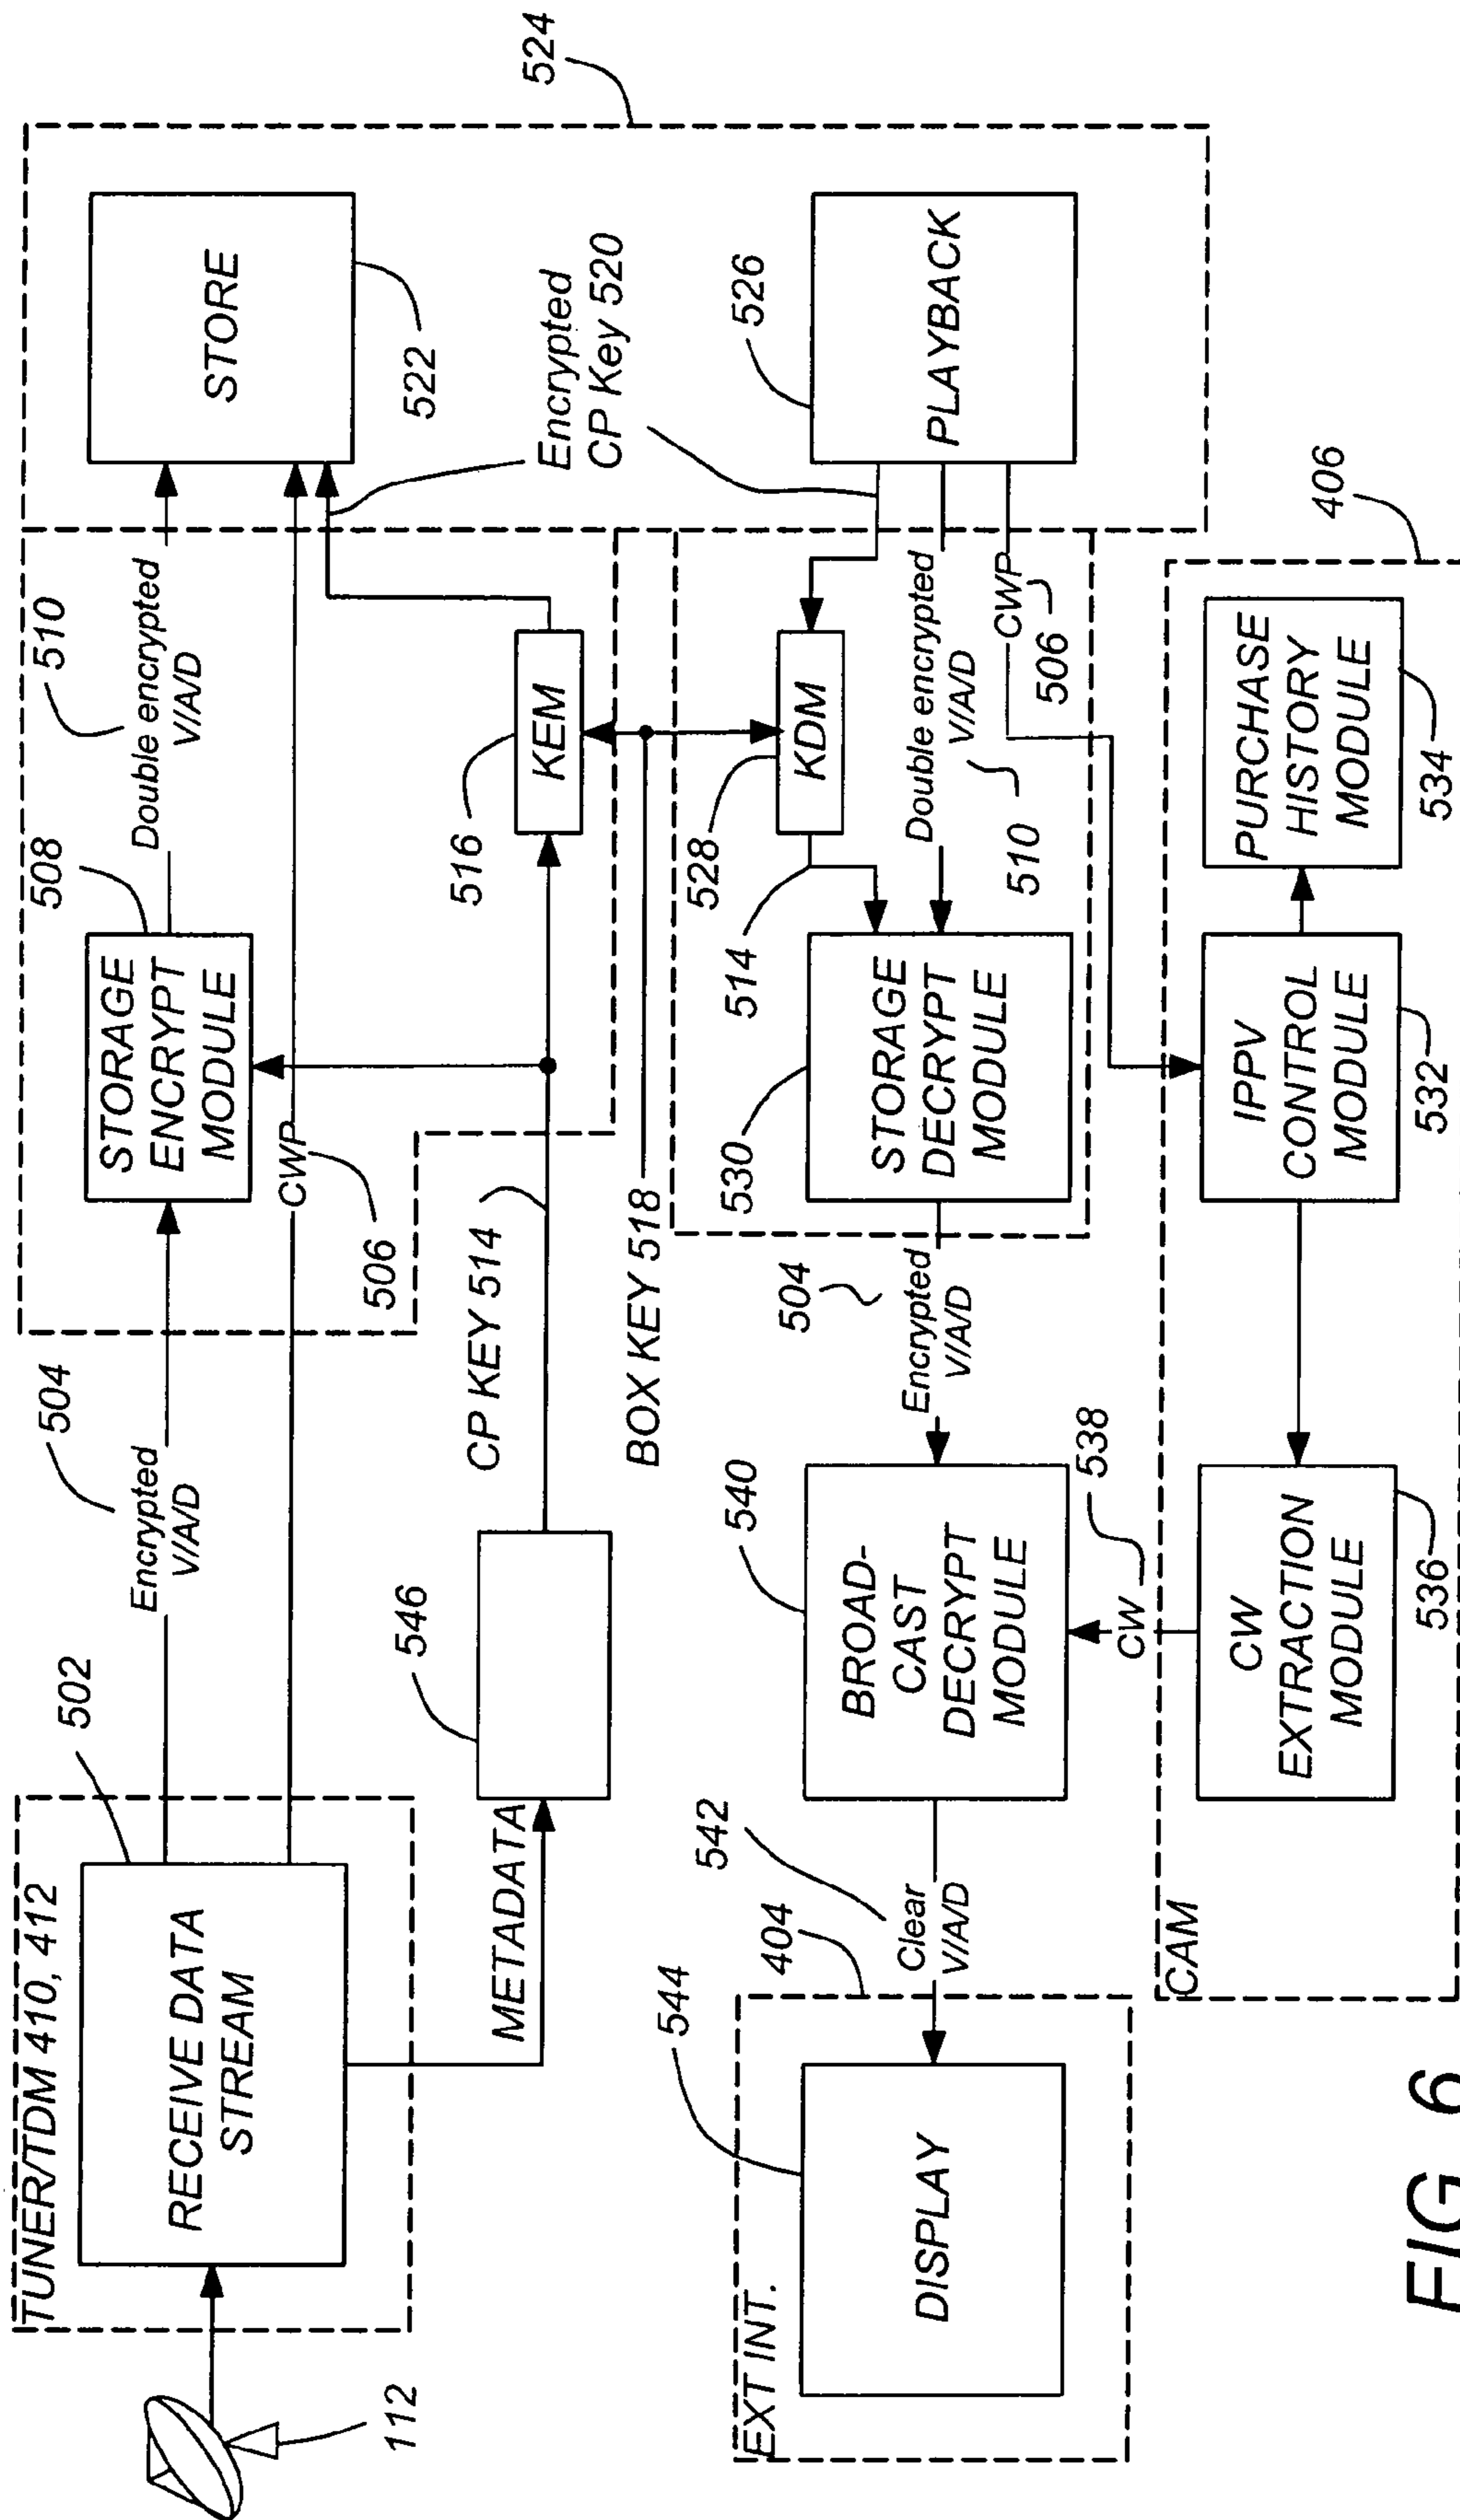 TUNER/TDM 410, 412
RECEIVE DATA
STREAM
112
502
Encrypted
V/A/D
504
STORAGE
ENCRYPT
MODULE
508
Double encrypted
V/A/D
510
CWP
506
STORE
522
524
METADATA
546
CP KEY 514
BOX KEY 518
KEM
516
Encrypted
CP Key 520
PLAYBACK
526
KDM
528
514
Double encrypted
V/A/D
510
CWP
506
STORAGE
DECRYPT
MODULE
530
504
Encrypted
V/A/D
BROAD-
CAST
DECRYPT
MODULE
540
CW
538
542
Clear
V/A/D
404
EXT INT.
DISPLAY
544
CAM
406
CW
EXTRACTION
MODULE
536
IPPV
CONTROL
MODULE
532
PURCHASE
HISTORY
MODULE
534
FIG. 6